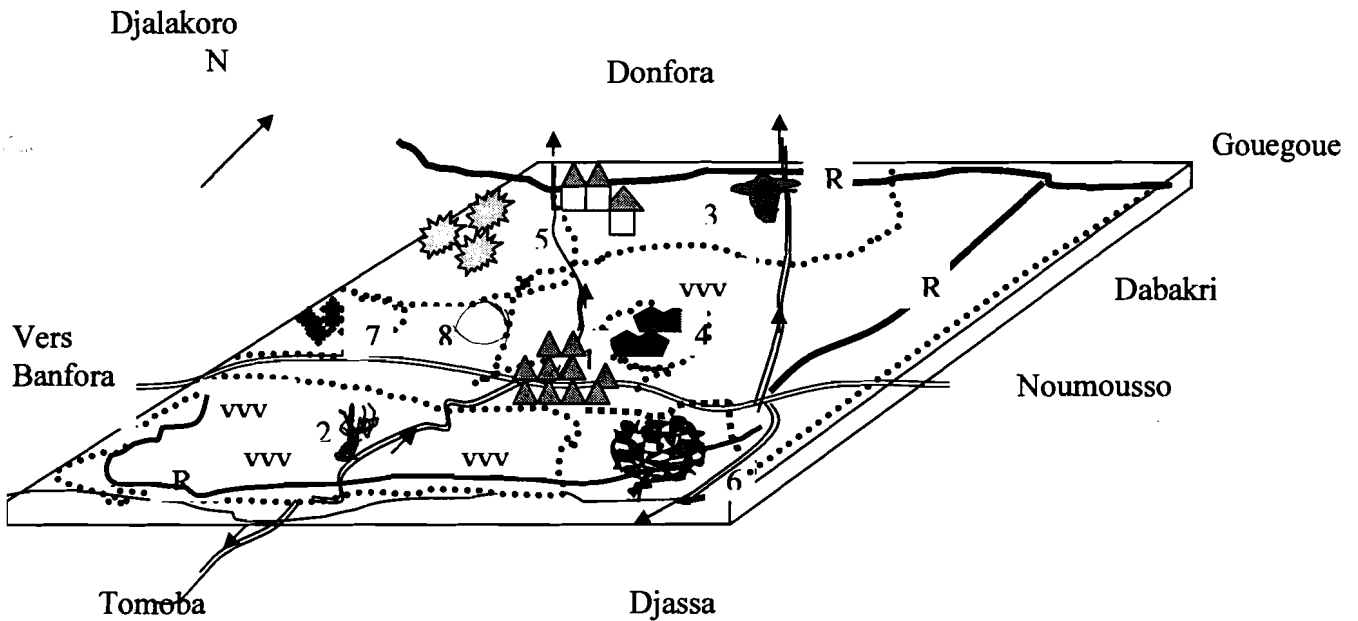 Djalakoro
N
Donfora
Gouegoue
R
3
5
R
vvv
Dabakri
Vers
Banfora
7
8
4
1
Noumousso
vvv
2
vvv
vvv
R
6
Tomoba
Djassa